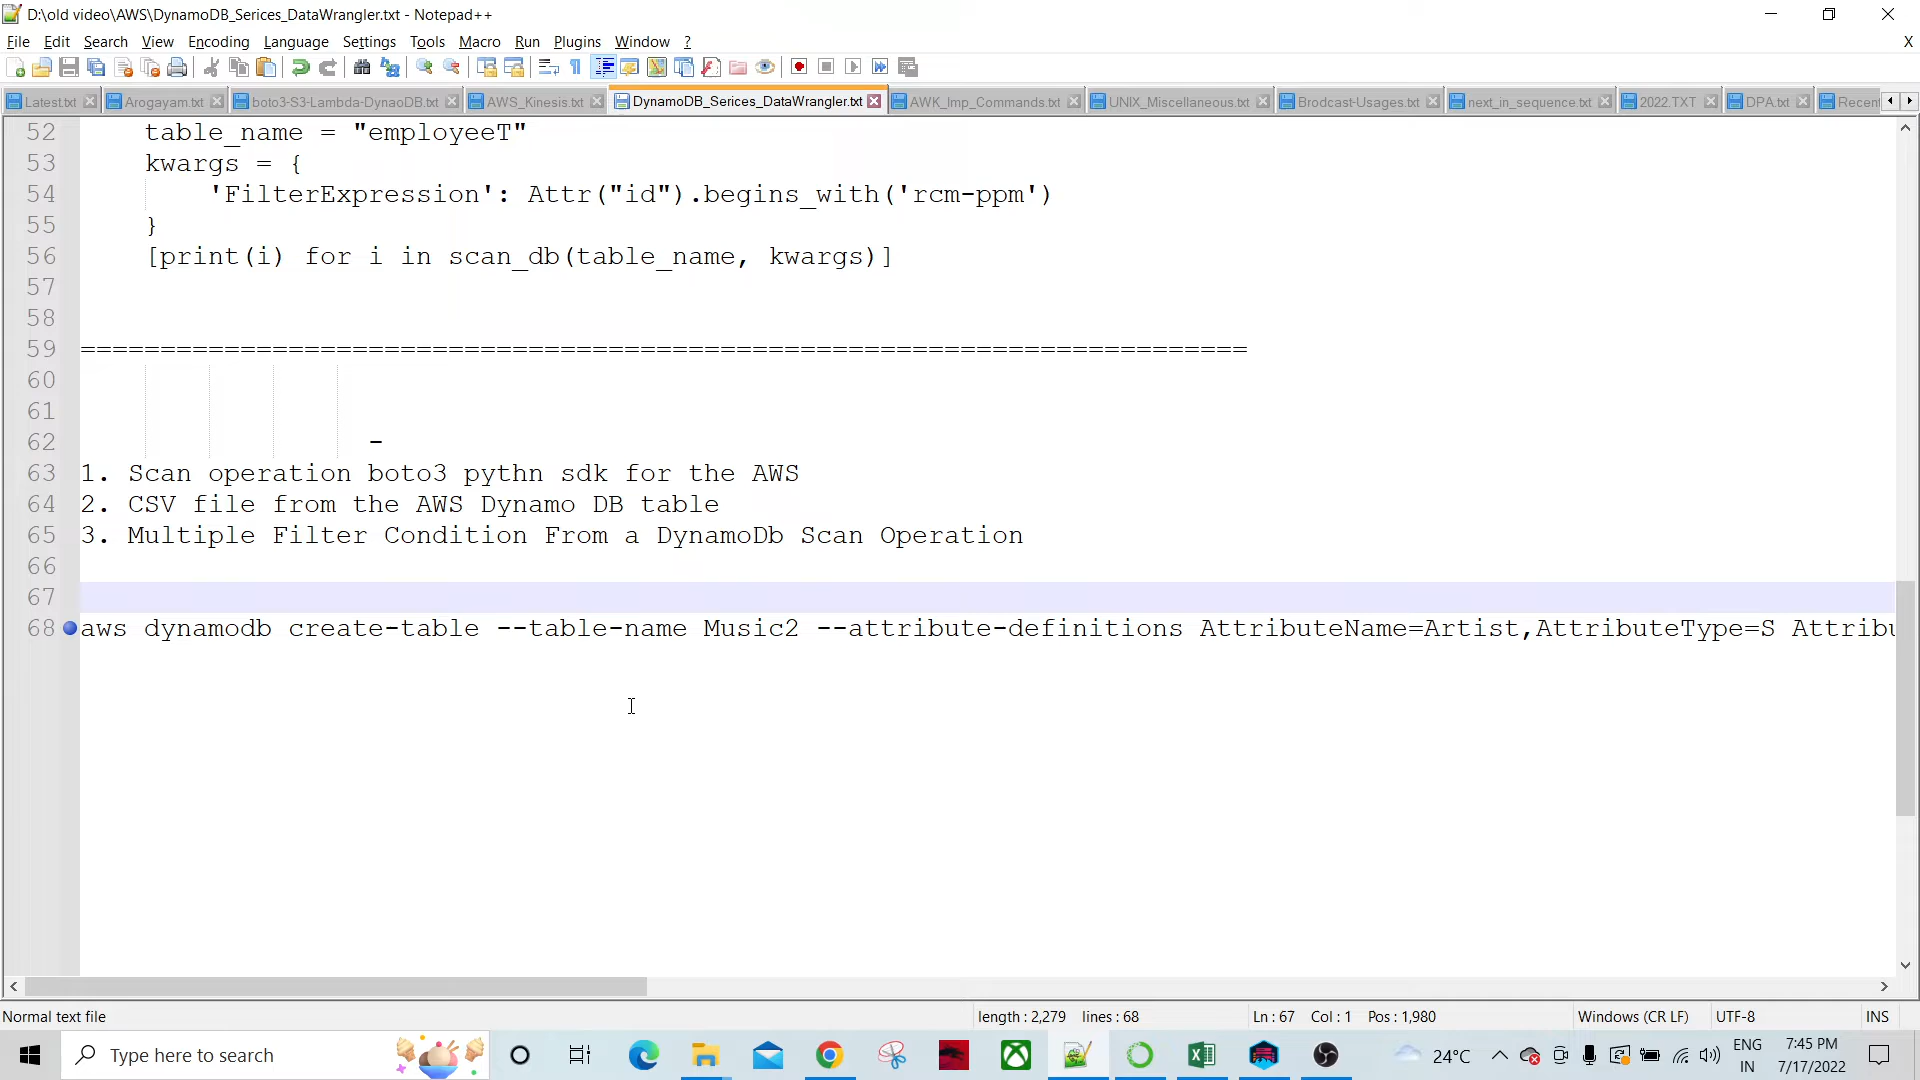 D:\old video\AWS\DynamoDB_Serices_DataWrangler.txt - Notepad++
File Edit Search View Encoding Language Settings Tools Macro Run Plugins Window ? X
Latest.txt Arogayam.txt boto3-S3-Lambda-DynaoDB.txt AWS_Kinesis.txt DynamoDB_Serices_DataWrangler.txt AWK_Imp_Commands.txt UNIX_Miscellaneous.txt Brodcast-Usages.txt next_in_sequence.txt 2022.TXT DPA.txt Recen
52 table_name = "employeeT"
53 kwargs = {
54 'FilterExpression': Attr("id").begins_with('rcm-ppm')
55 }
56 [print(i) for i in scan_db(table_name, kwargs)]
57
58
59 =========================================================================
60
61
62 -
63 1. Scan operation boto3 pythn sdk for the AWS
64 2. CSV file from the AWS Dynamo DB table
65 3. Multiple Filter Condition From a DynamoDb Scan Operation
66
67
68 aws dynamodb create-table --table-name Music2 --attribute-definitions AttributeName=Artist,AttributeType=S Attribu
Normal text file length : 2,279 lines : 68 Ln : 67 Col : 1 Pos : 1,980 Windows (CR LF) UTF-8 INS
Type here to search 24°C ENG IN 7:45 PM 7/17/2022